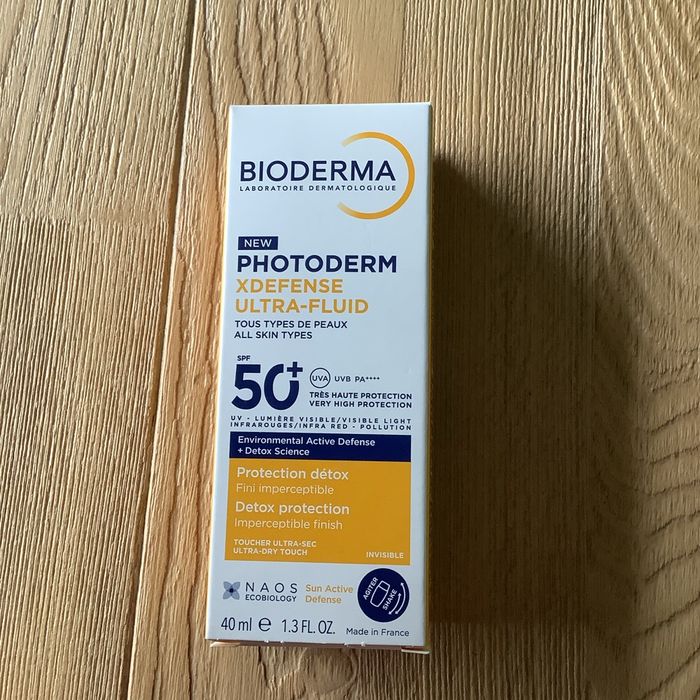 BIODERMA
LABORATOIRE DERMATOLOGIQUE
NEW
PHOTODERM
XDEFENSE
ULTRA-FLUID
TOUS TYPES DE PEAUX
ALL SKIN TYPES
SPF
50+
UVA UVB PA++++
TRÈS HAUTE PROTECTION
VERY HIGH PROTECTION
UV - LUMIÈRE VISIBLE/VISIBLE LIGHT
INFRAROUGES/INFRA RED - POLLUTION
Environmental Active Defense
+ Detox Science
Protection détox
Fini imperceptible
Detox protection
Imperceptible finish
TOUCHER ULTRA-SEC
ULTRA-DRY TOUCH
INVISIBLE
NAOS
ECOBIOLOGY
Sun Active
Defense
AGITER
SHAKE
40 ml e 1.3 FL. OZ.
Made in France